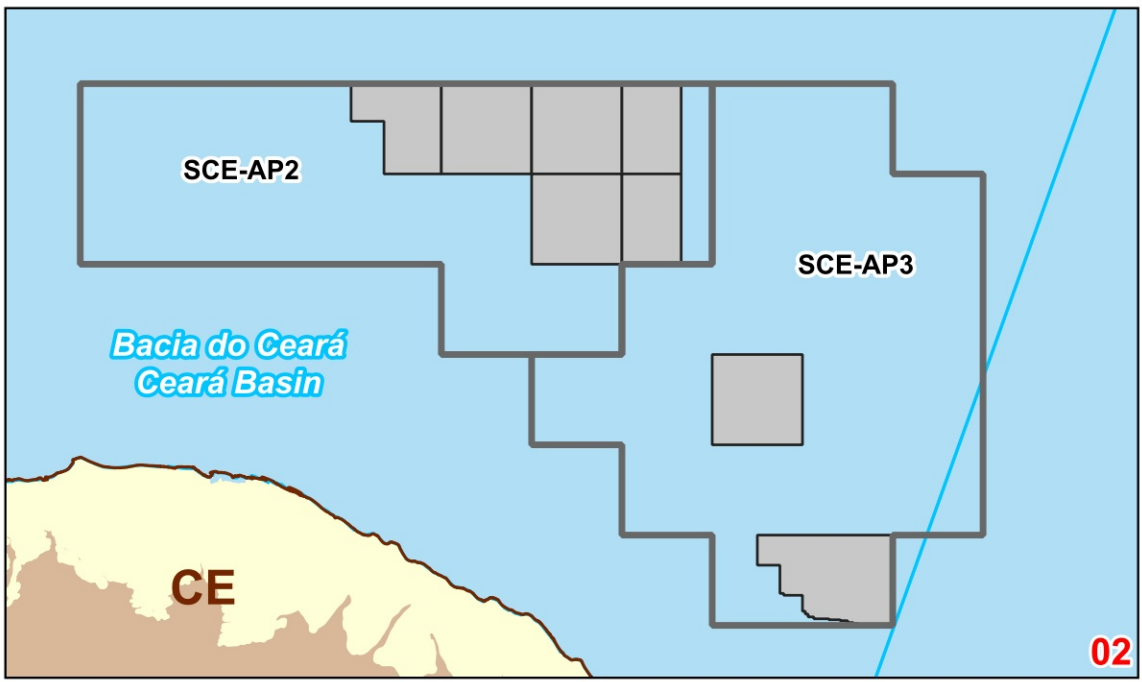 SCE-AP2
SCE-AP3
Bacia do Ceará
Ceará Basin
CE
02